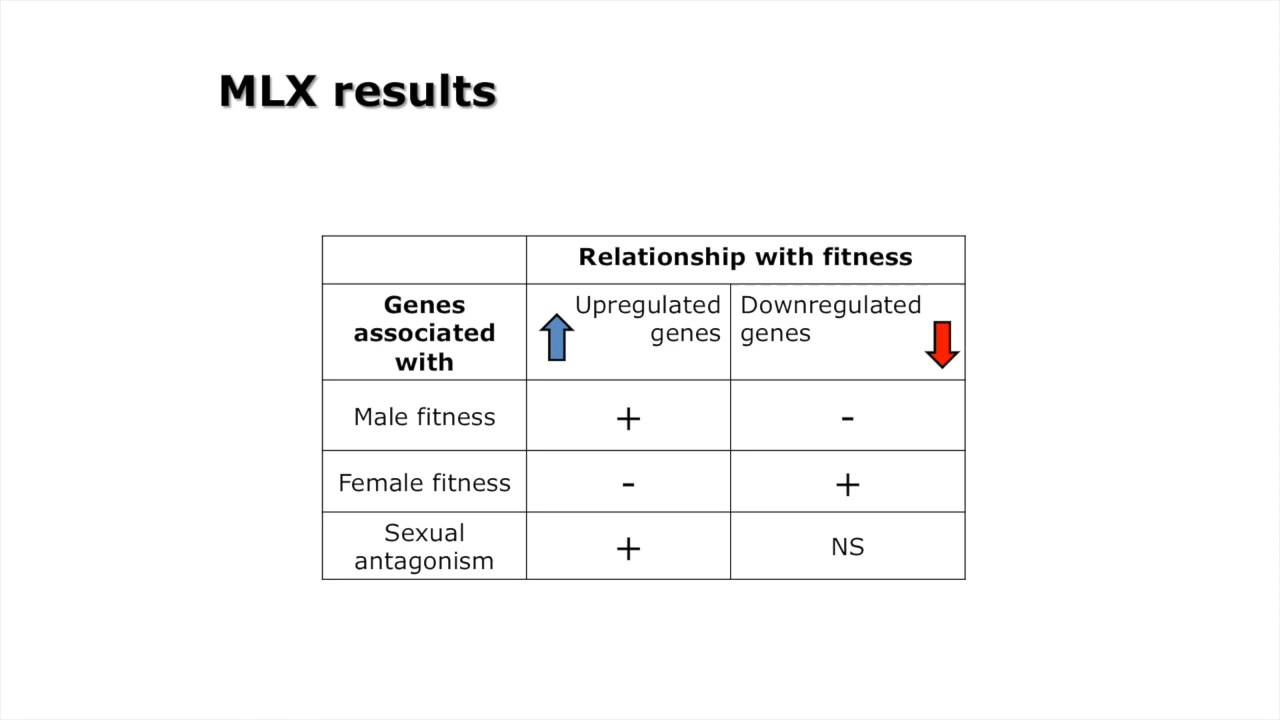 MLX results
Relationship with fitness
Genes
associated
with
Upregulated
genes
Downregulated
genes
Male fitness
+
-
Female fitness
-
+
Sexual
antagonism
+
NS